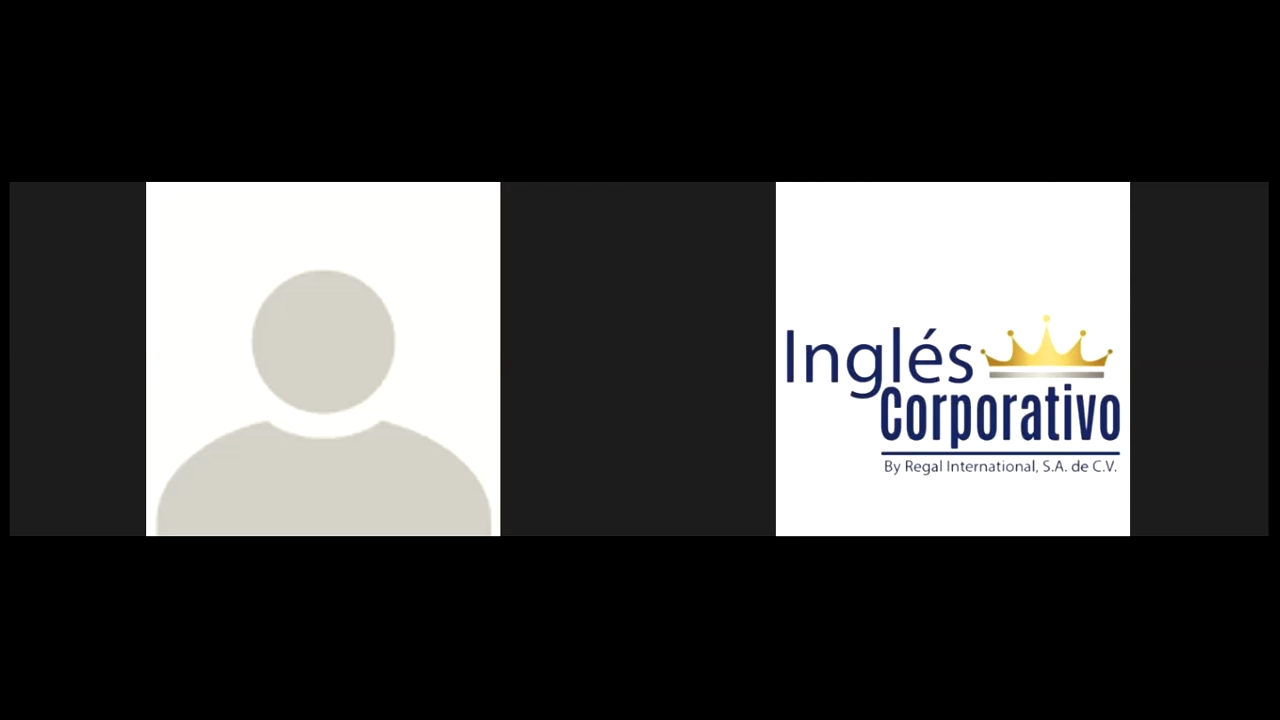 Inglés
Corporativo
By Regal International, S.A. de C.V.